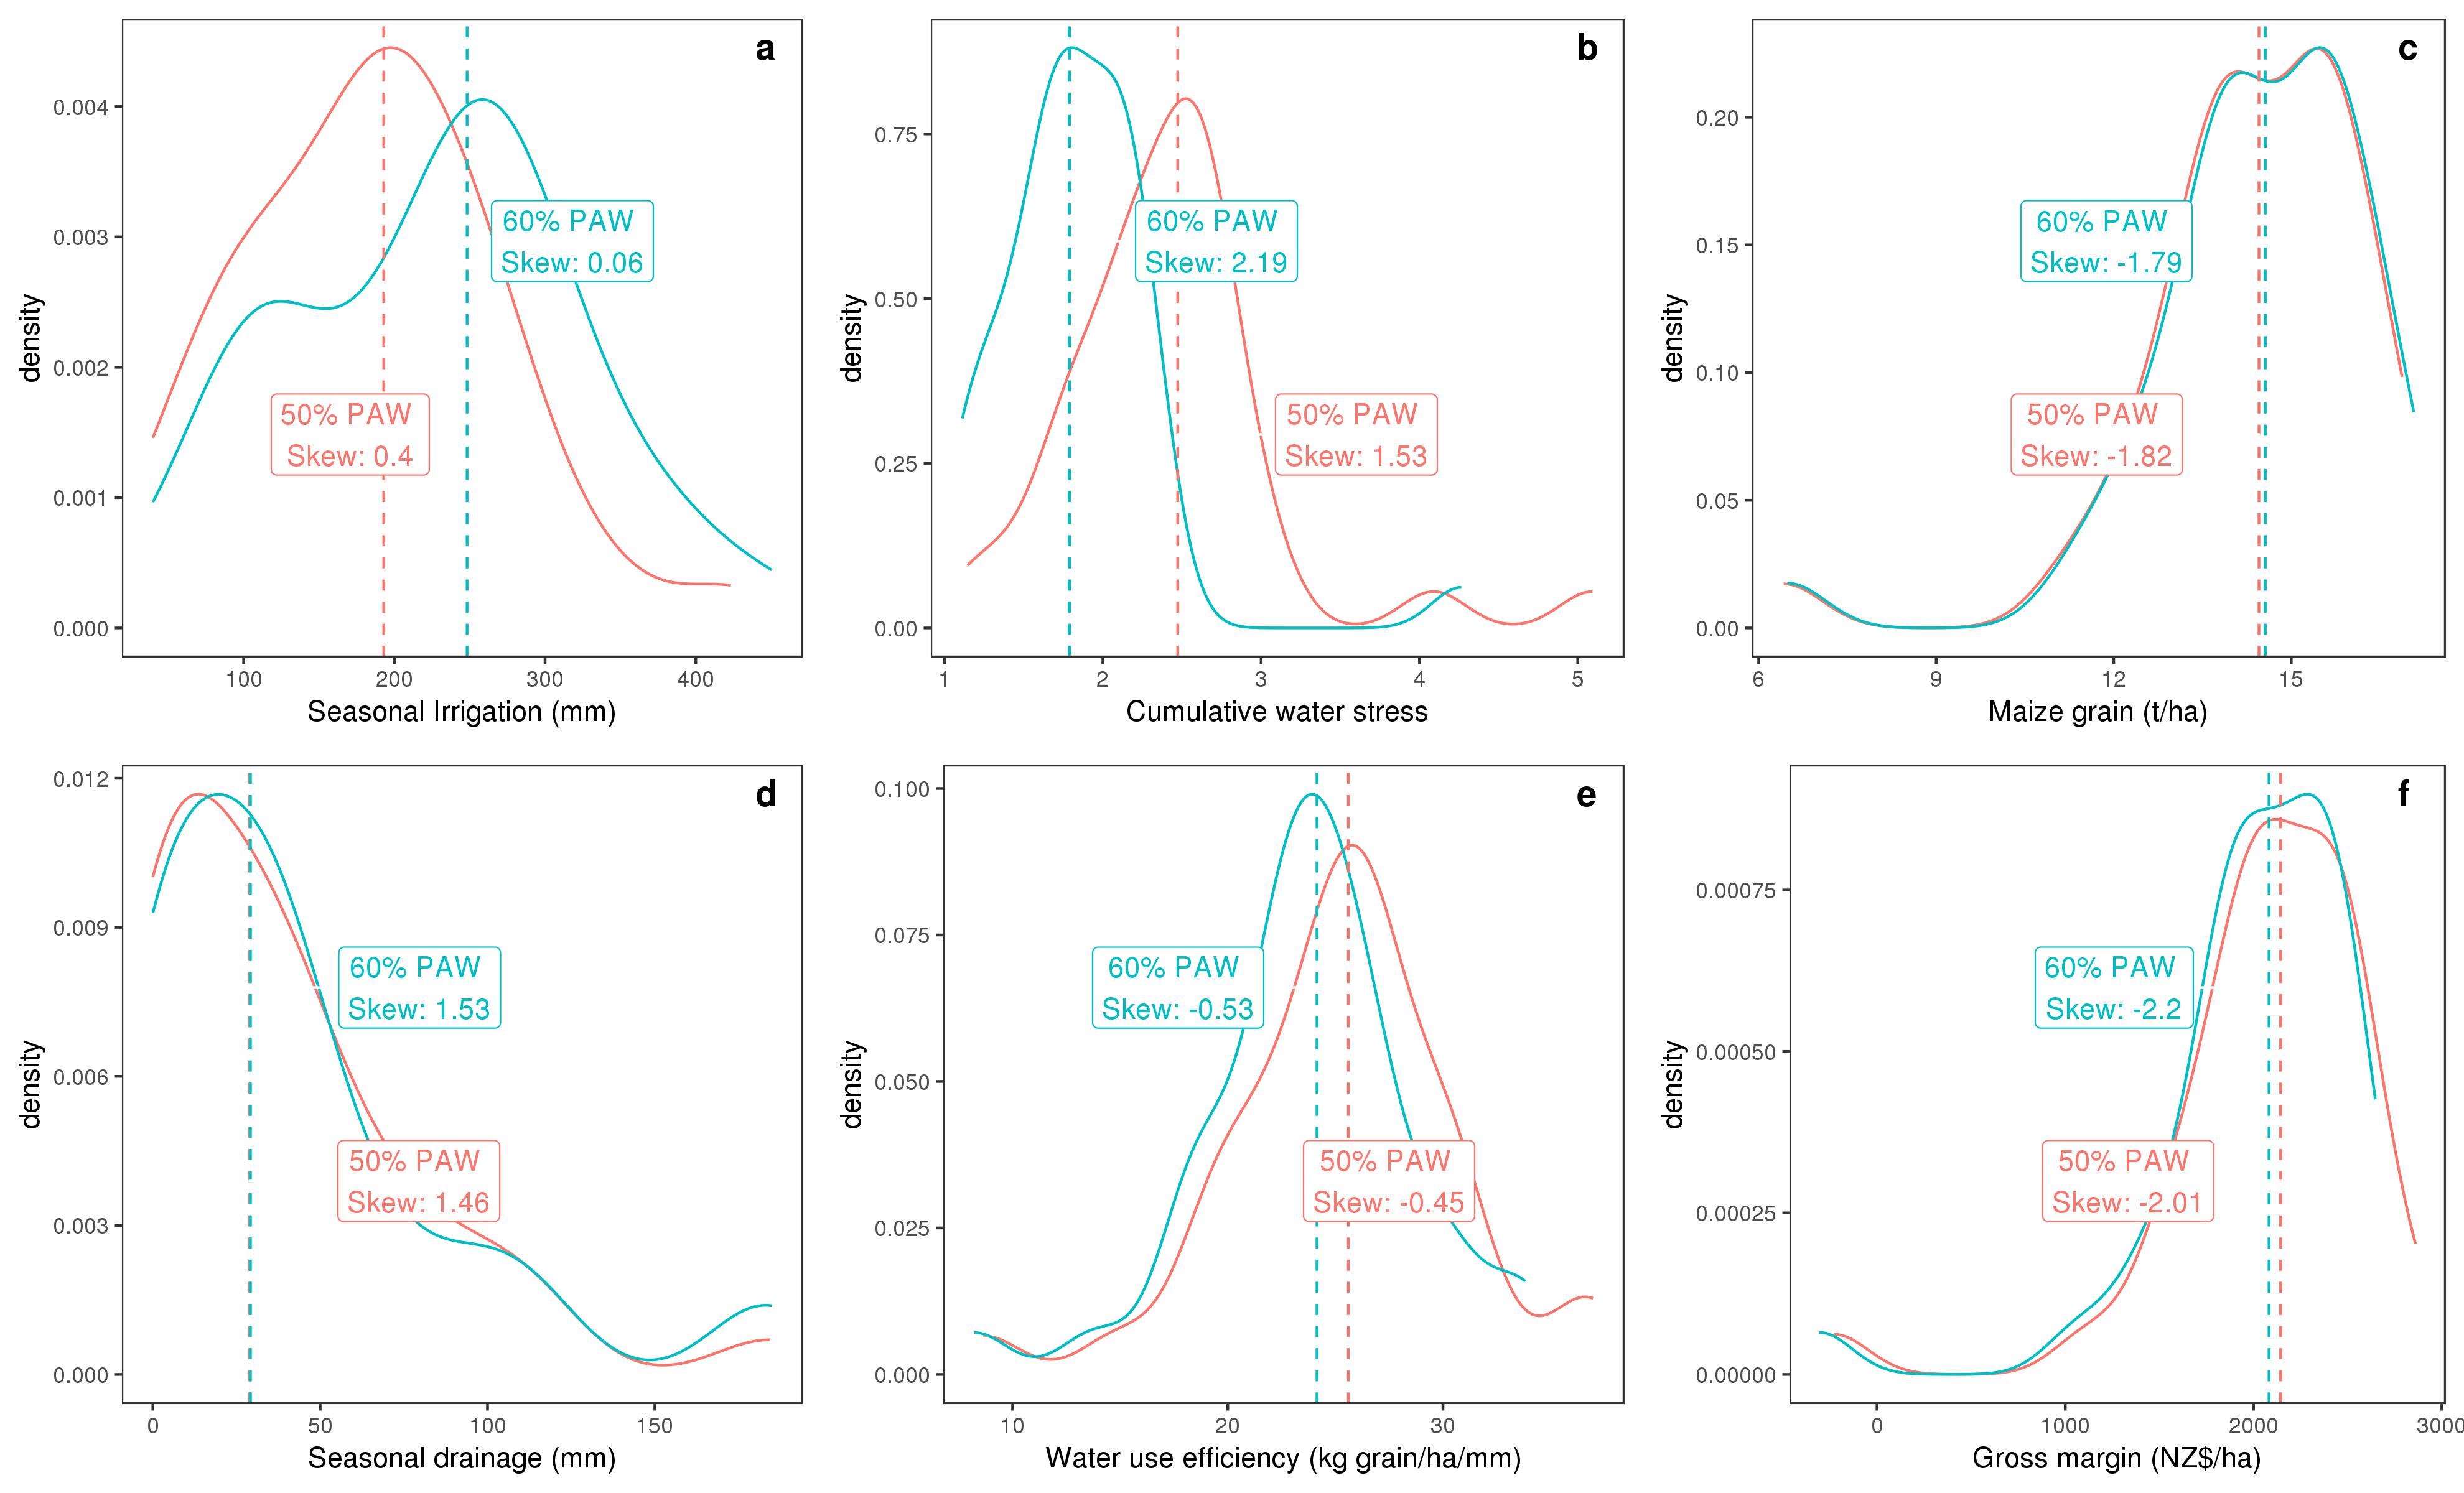 a
density
0.004
0.003
0.002
0.001
0.000
60% PAW
Skew: 0.06
50% PAW
Skew: 0.4
100 200 300 400
Seasonal Irrigation (mm)
b
density
0.75
0.50
0.25
0.00
60% PAW
Skew: 2.19
50% PAW
Skew: 1.53
1 2 3 4 5
Cumulative water stress
c
density
0.20
0.15
0.10
0.05
0.00
60% PAW
Skew: -1.79
50% PAW
Skew: -1.82
6 9 12 15
Maize grain (t/ha)
d
density
0.012
0.009
0.006
0.003
0.000
60% PAW
Skew: 1.53
50% PAW
Skew: 1.46
0 50 100 150
Seasonal drainage (mm)
e
density
0.100
0.075
0.050
0.025
0.000
60% PAW
Skew: -0.53
50% PAW
Skew: -0.45
10 20 30
Water use efficiency (kg grain/ha/mm)
f
density
0.00075
0.00050
0.00025
0.00000
60% PAW
Skew: -2.2
50% PAW
Skew: -2.01
0 1000 2000 3000
Gross margin (NZ$/ha)